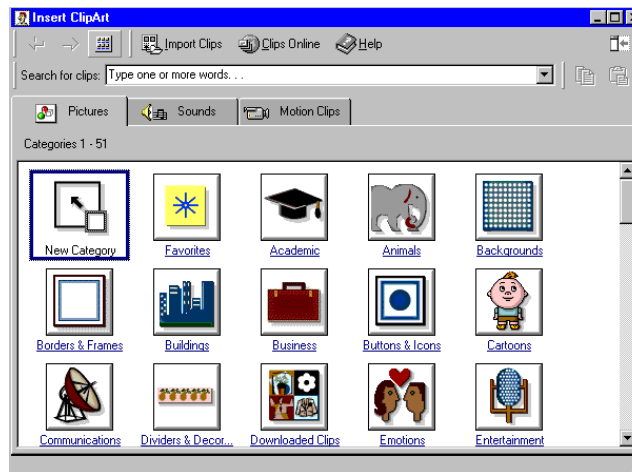 Insert ClipArt
Import Clips Clips Online Help
Search for clips: Type one or more words. . .
Pictures Sounds Motion Clips
Categories 1 - 51
New Category Favorites Academic Animals Backgrounds
Borders & Frames Buildings Business Buttons & Icons Cartoons
Communications Dividers & Decor... Downloaded Clips Emotions Entertainment